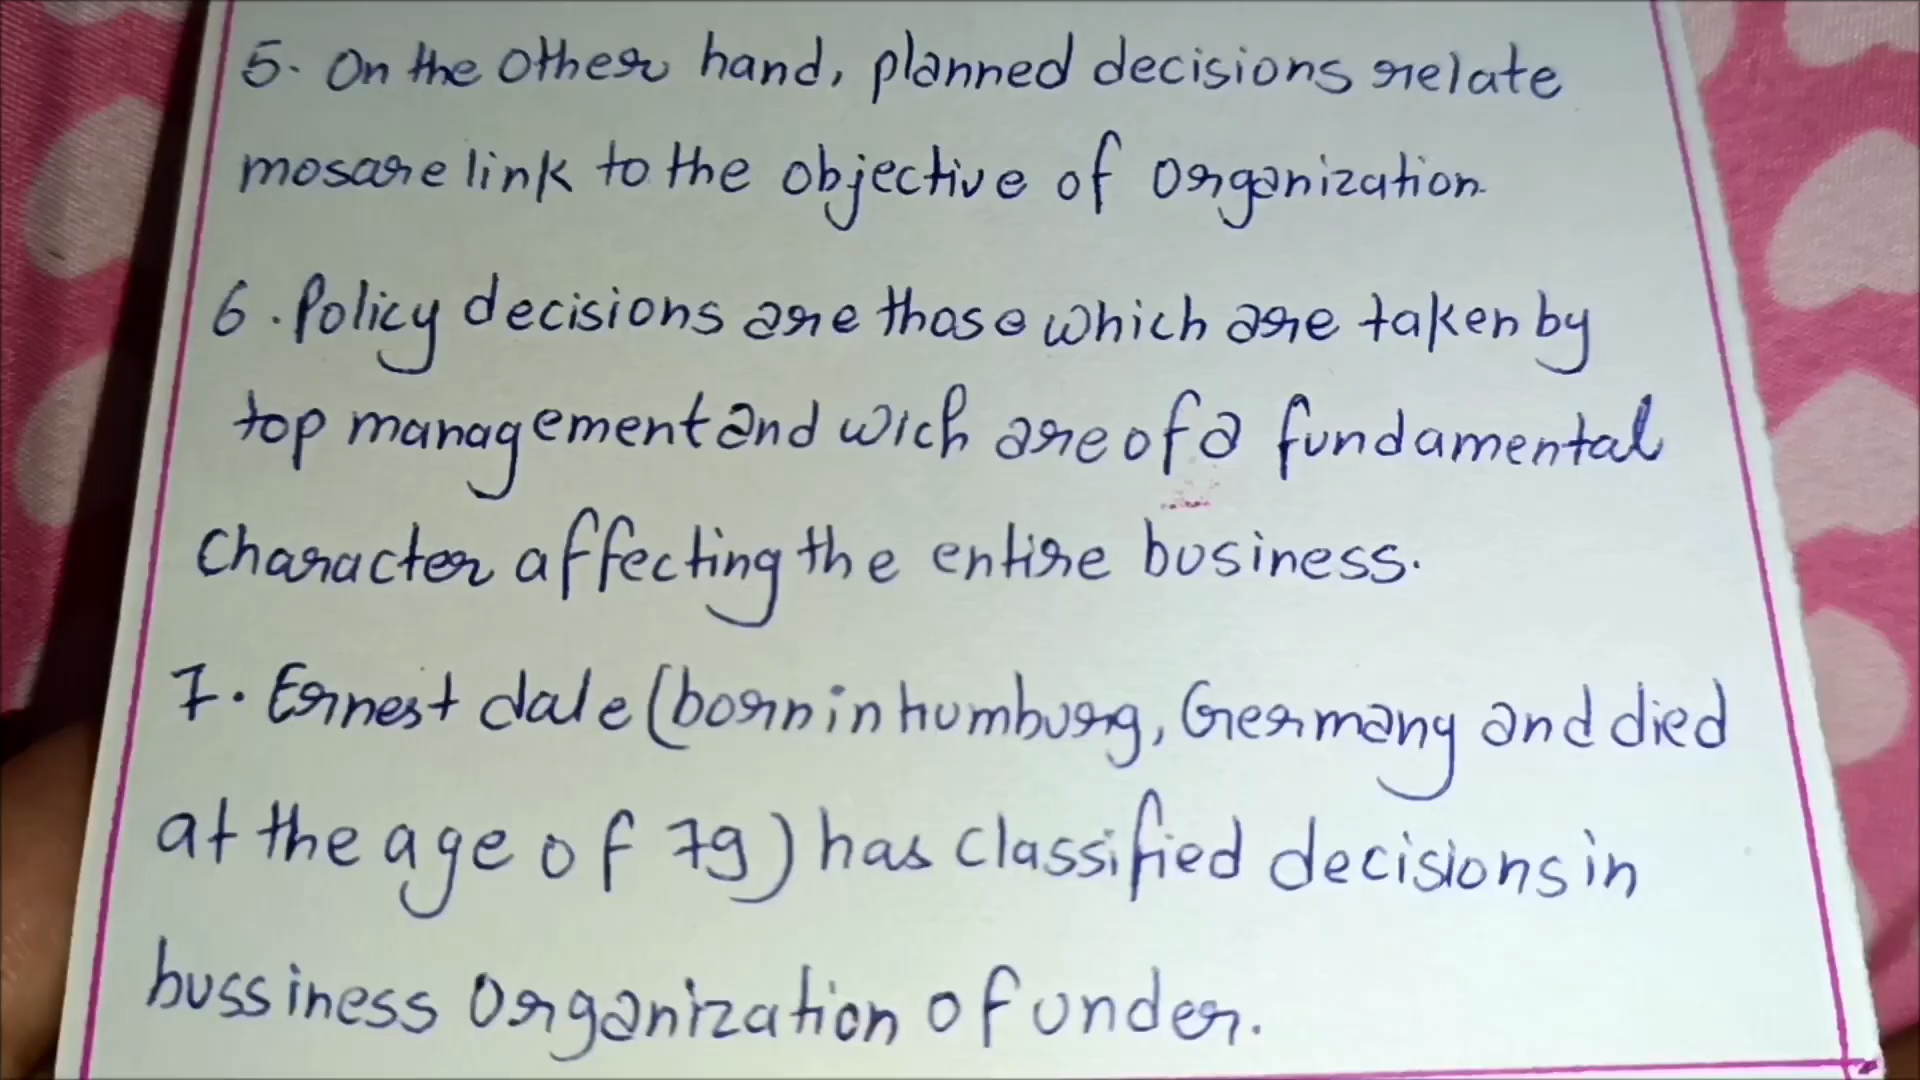 5. On the other hand, planned decisions relate
mosare link to the objective of Organization.
6. Policy decisions are those which are taken by
top management and wich are of a fundamental
Character affecting the entire business.
7. Ernest dale (born in humburg, Germany and died
at the age of 79) has classified decisions in
bussiness Organization of under.